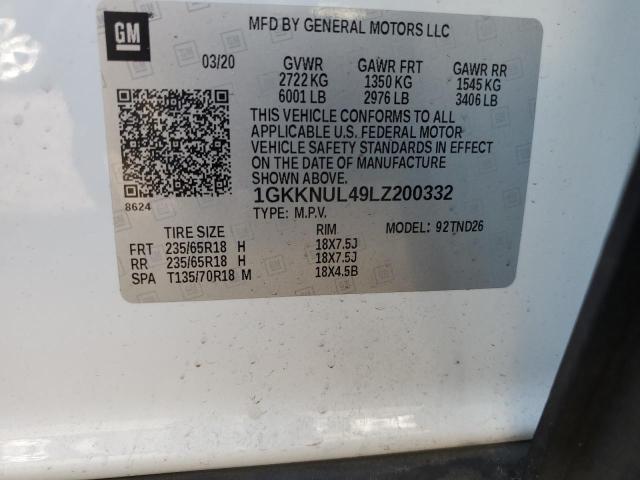 GM
MFD BY GENERAL MOTORS LLC
03/20 GVWR GAWR FRT GAWR RR
2722 KG 1350 KG 1545 KG
6001 LB 2976 LB 3406 LB
THIS VEHICLE CONFORMS TO ALL
APPLICABLE U.S. FEDERAL MOTOR
VEHICLE SAFETY STANDARDS IN EFFECT
ON THE DATE OF MANUFACTURE
SHOWN ABOVE.
8624 1GKKNUL49LZ200332
TYPE: M.P.V. MODEL: 92TND26
TIRE SIZE RIM
FRT 235/65R18 H 18X7.5J
RR 235/65R18 H 18X7.5J
SPA T135/70R18 M 18X4.5B